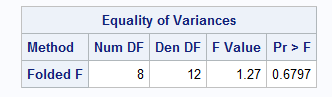 Equality of Variances
Method Num DF Den DF F Value Pr > F
Folded F 8 12 1.27 0.6797